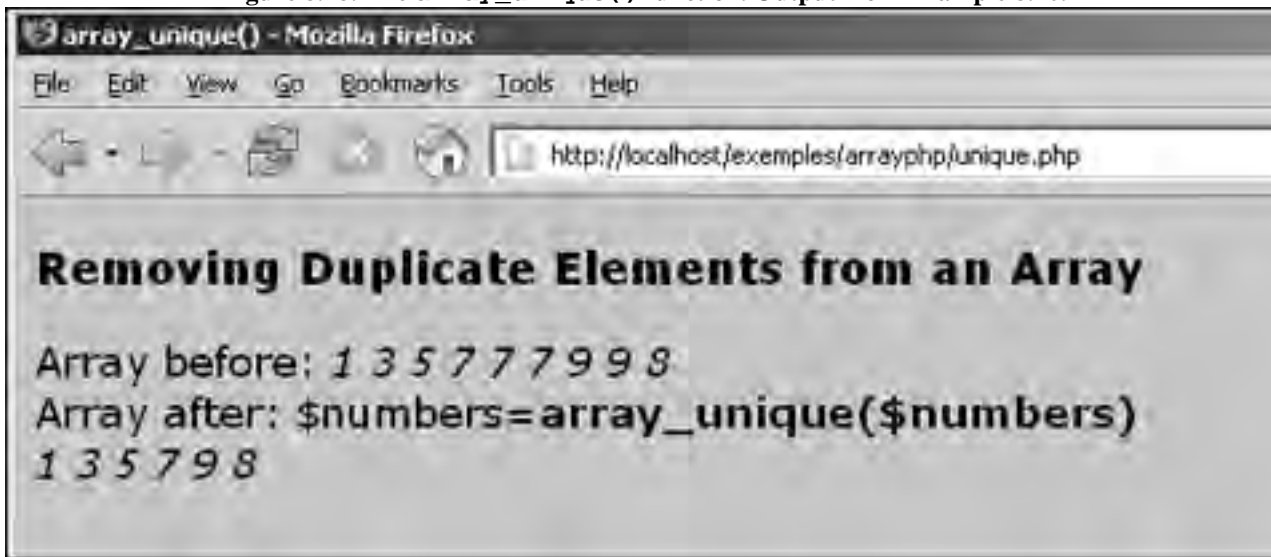 array_unique() - Mozilla Firefox
File Edit View Go Bookmarks Tools Help
http://localhost/exemples/arrayphp/unique.php
Removing Duplicate Elements from an Array
Array before: 1 3 5 7 7 7 9 9 8
Array after: $numbers=array_unique($numbers)
1 3 5 7 9 8